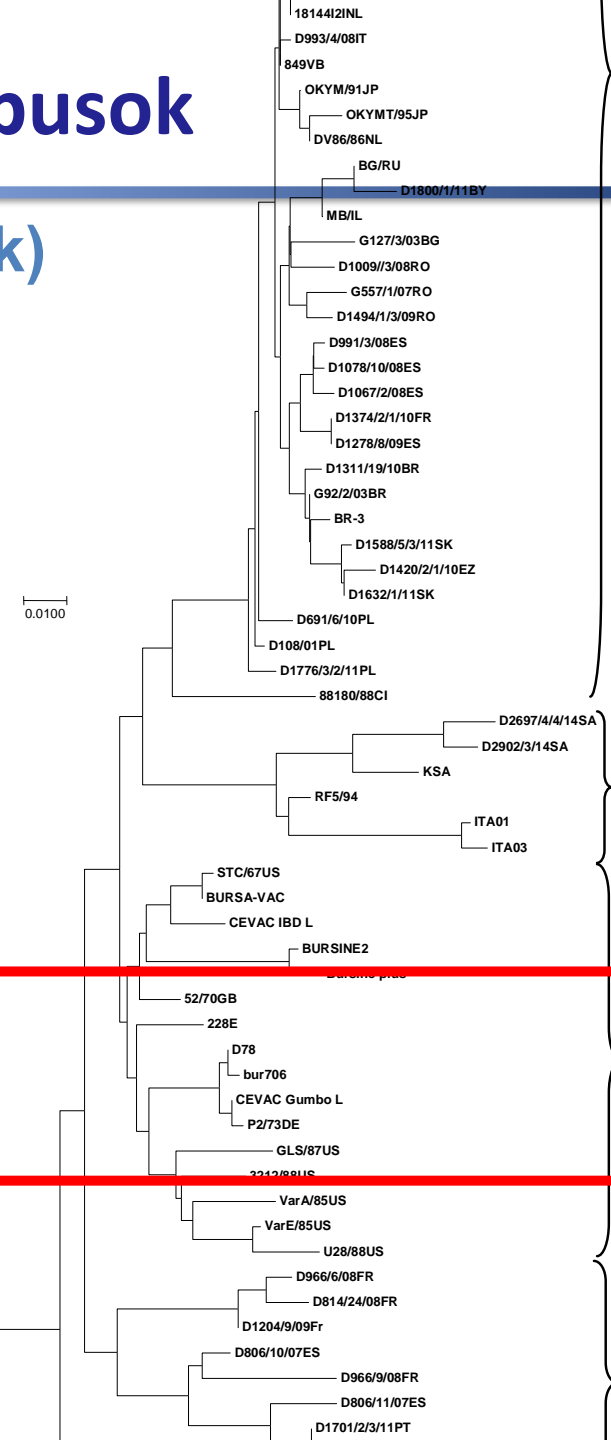 18144I2INL
D993/4/08IT
849VB
OKYM/91JP
pusok
OKYMT/95JP
DV86/86NL
BG/RU
D1800/1/11BY
MB/IL
k)
G127/3/03BG
D1009//3/08RO
G557/1/07RO
D1494/1/3/09RO
D991/3/08ES
D1078/10/08ES
D1067/2/08ES
D1374/2/1/10FR
D1278/8/09ES
D1311/19/10BR
G92/2/03BR
BR-3
D1588/5/3/11SK
D1420/2/1/10EZ
D1632/1/11SK
0.0100
D691/6/10PL
D108/01PL
D1776/3/2/11PL
88180/88CI
D2697/4/4/14SA
D2902/3/14SA
KSA
RF5/94
ITA01
ITA03
STC/67US
BURSA-VAC
CEVAC IBD L
BURSINE2
Bursine plus
52/70GB
228E
D78
bur706
CEVAC Gumbo L
P2/73DE
GLS/87US
3212/88US
VarA/85US
VarE/85US
U28/88US
D966/6/08FR
D814/24/08FR
D1204/9/09Fr
D806/10/07ES
D966/9/08FR
D806/11/07ES
D1701/2/3/11PT